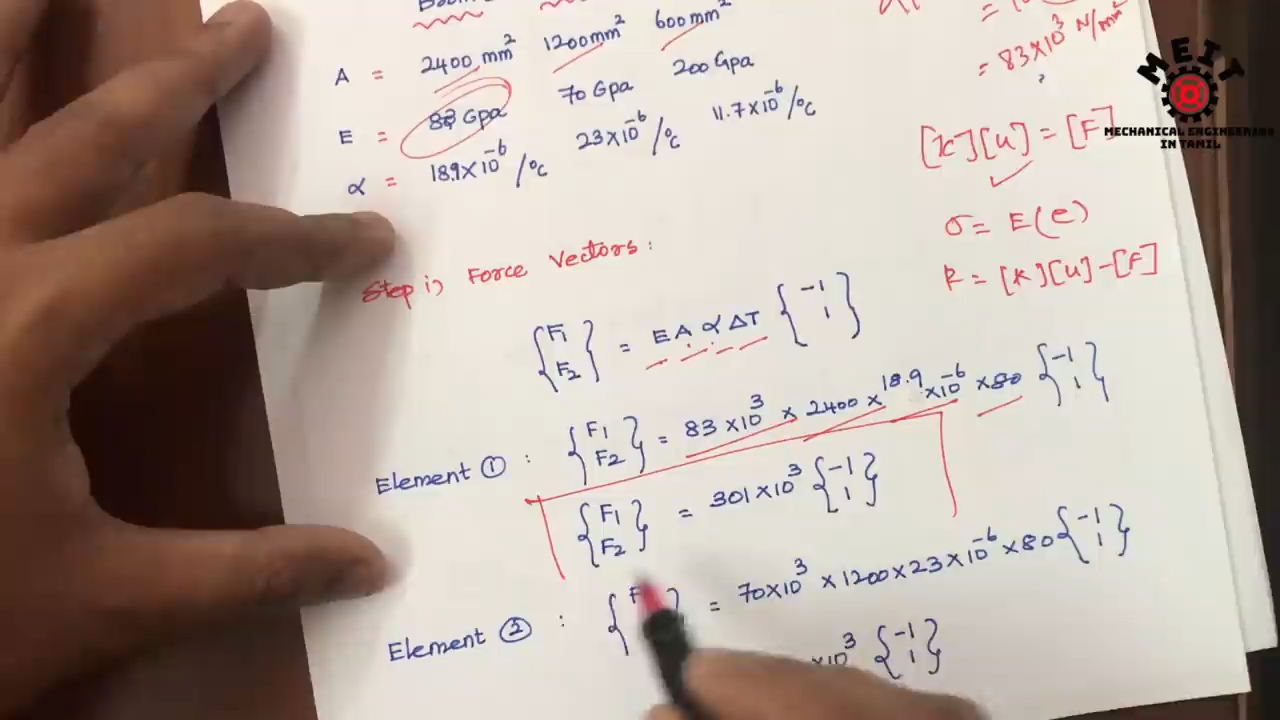 A = 2400 mm² 1200mm² 600mm²
E = 83 Gpa 70 Gpa 200 Gpa
α = 18.9×10⁻⁶/°C 23×10⁻⁶/°C 11.7×10⁻⁶/°C
= 83×10³ N/mm²
[K][u] = [F]
σ = E(e)
R = [K][u]-[F]
Step i) Force Vectors:
{F1 F2} = EAαΔT {-1 1}
Element ① : {F1 F2} = 83×10³ × 2400 × 18.9 ×10⁻⁶ × 80 {-1 1}
{F1 F2} = 301×10³ {-1 1}
Element ② : { F } = 70×10³ × 1200×23×10⁻⁶×80 {-1 1}
×10³ {-1 1}
MEIT
MECHANICAL ENGINEERING
IN TAMIL